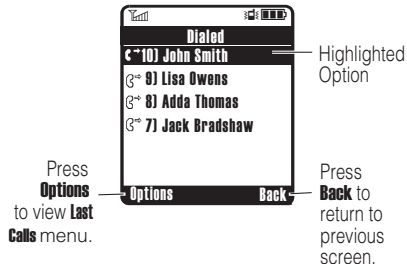 Dialed
10) John Smith
9) Lisa Owens
8) Adda Thomas
7) Jack Bradshaw
Options Back
Highlighted
Option
Press
Options
to view Last
Calls menu.
Press
Back to
return to
previous
screen.